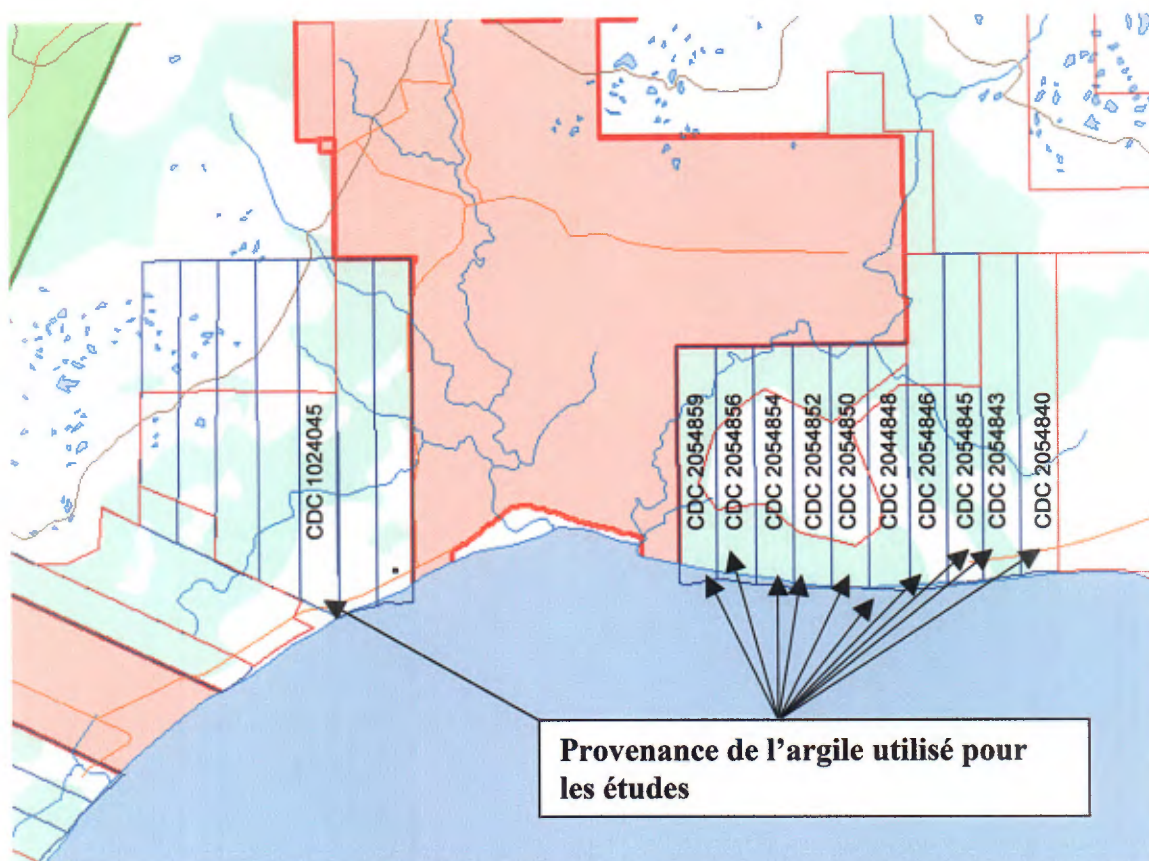 CDC 1024045
CDC 2054859
CDC 2054856
CDC 2054854
CDC 2054852
CDC 2054850
CDC 2044848
CDC 2054846
CDC 2054845
CDC 2054843
CDC 2054840
Provenance de l'argile utilisé pour
les études